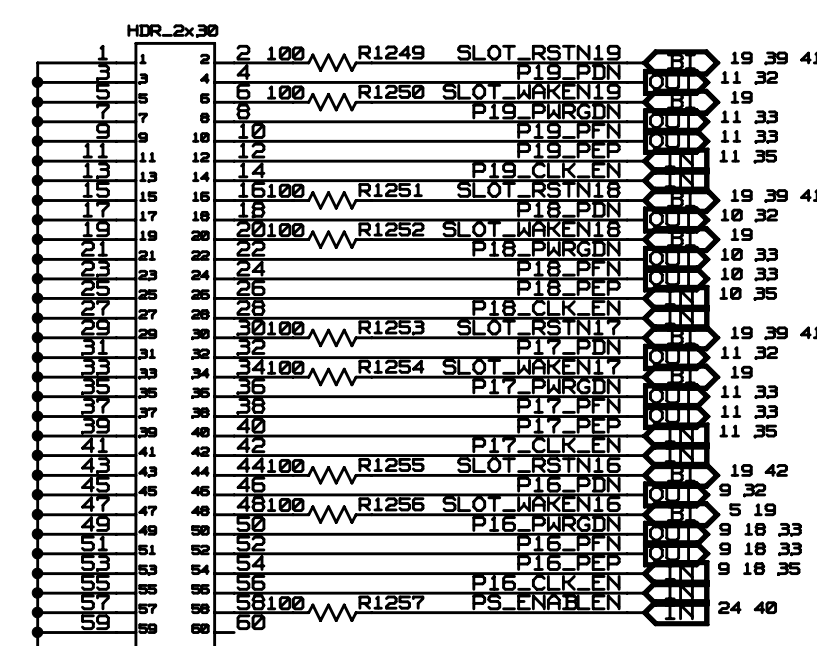 HDR_2x30
1 1 2 2 100 R1249 SLOT_RSTN19 BI 19 39 41
3 3 4 4 P19_PDN OUT 11 32
5 5 6 6 100 R1250 SLOT_WAKEN19 BI 19
7 7 8 8 P19_PWRGDN OUT 11 33
9 9 10 10 P19_PFN OUT 11 33
11 11 12 12 P19_PEP IN 11 35
13 13 14 14 P19_CLK_EN IN
15 15 16 16 100 R1251 SLOT_RSTN18 BI 19 39 41
17 17 18 18 P18_PDN OUT 10 32
19 19 20 20 100 R1252 SLOT_WAKEN18 BI 19
21 21 22 22 P18_PWRGDN OUT 10 33
23 23 24 24 P18_PFN OUT 10 33
25 25 26 26 P18_PEP IN 10 35
27 27 28 28 P18_CLK_EN IN
29 29 30 30 100 R1253 SLOT_RSTN17 BI 19 39 41
31 31 32 32 P17_PDN OUT 11 32
33 33 34 34 100 R1254 SLOT_WAKEN17 BI 19
35 35 36 36 P17_PWRGDN OUT 11 33
37 37 38 38 P17_PFN OUT 11 33
39 39 40 40 P17_PEP IN 11 35
41 41 42 42 P17_CLK_EN IN
43 43 44 44 100 R1255 SLOT_RSTN16 BI 19 42
45 45 46 46 P16_PDN OUT 9 32
47 47 48 48 100 R1256 SLOT_WAKEN16 BI 5 19
49 49 50 50 P16_PWRGDN OUT 9 18 33
51 51 52 52 P16_PFN OUT 9 18 33
53 53 54 54 P16_PEP IN 9 18 35
55 55 56 56 P16_CLK_EN IN
57 57 58 58 100 R1257 PS_ENABLEN IN 24 40
59 59 60 60